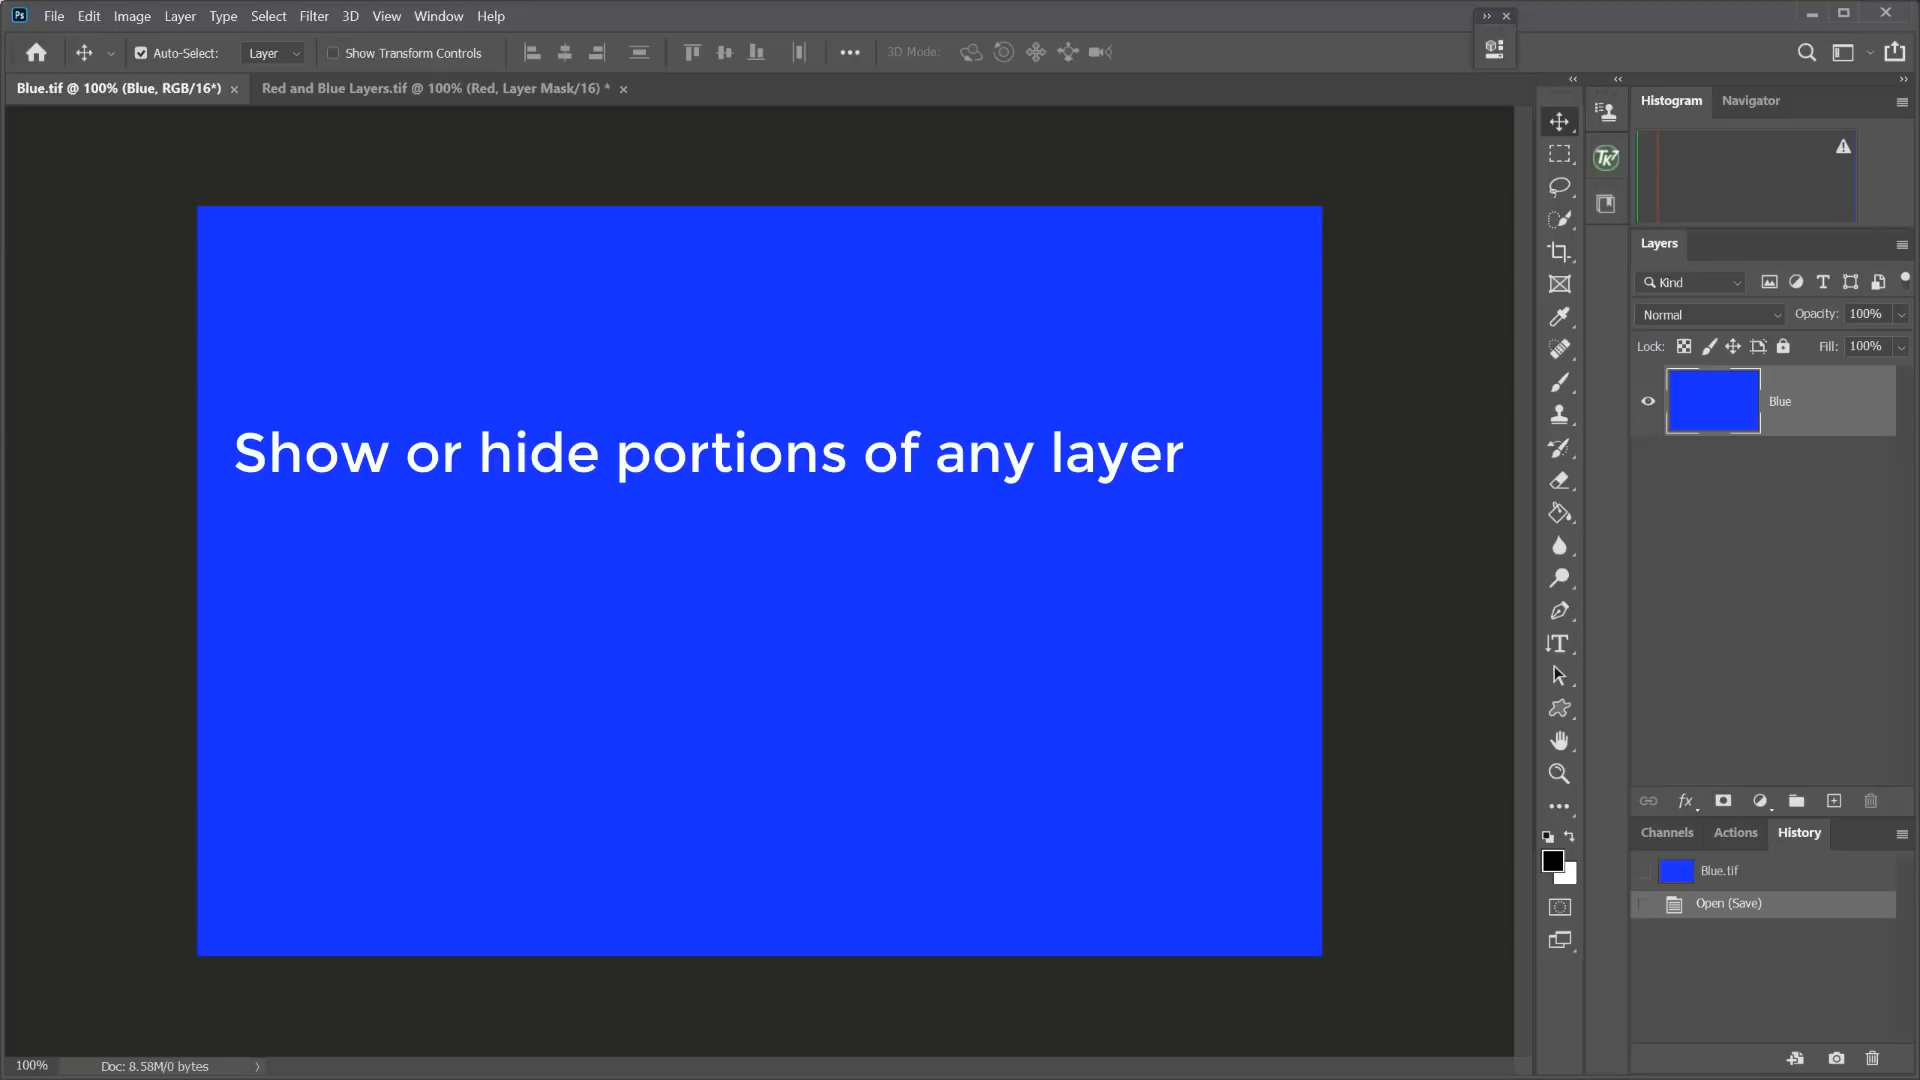 Ps File Edit Image Layer Type Select Filter 3D View Window Help
Auto-Select: Layer Show Transform Controls 3D Mode:
Blue.tif @ 100% (Blue, RGB/16*) × Red and Blue Layers.tif @ 100% (Red, Layer Mask/16) * ×
Histogram Navigator
TK7
Layers
Kind
Normal Opacity: 100%
Lock: Fill: 100%
Blue
Show or hide portions of any layer
fx
Channels Actions History
Blue.tif
Open (Save)
100% Doc: 8.58M/0 bytes